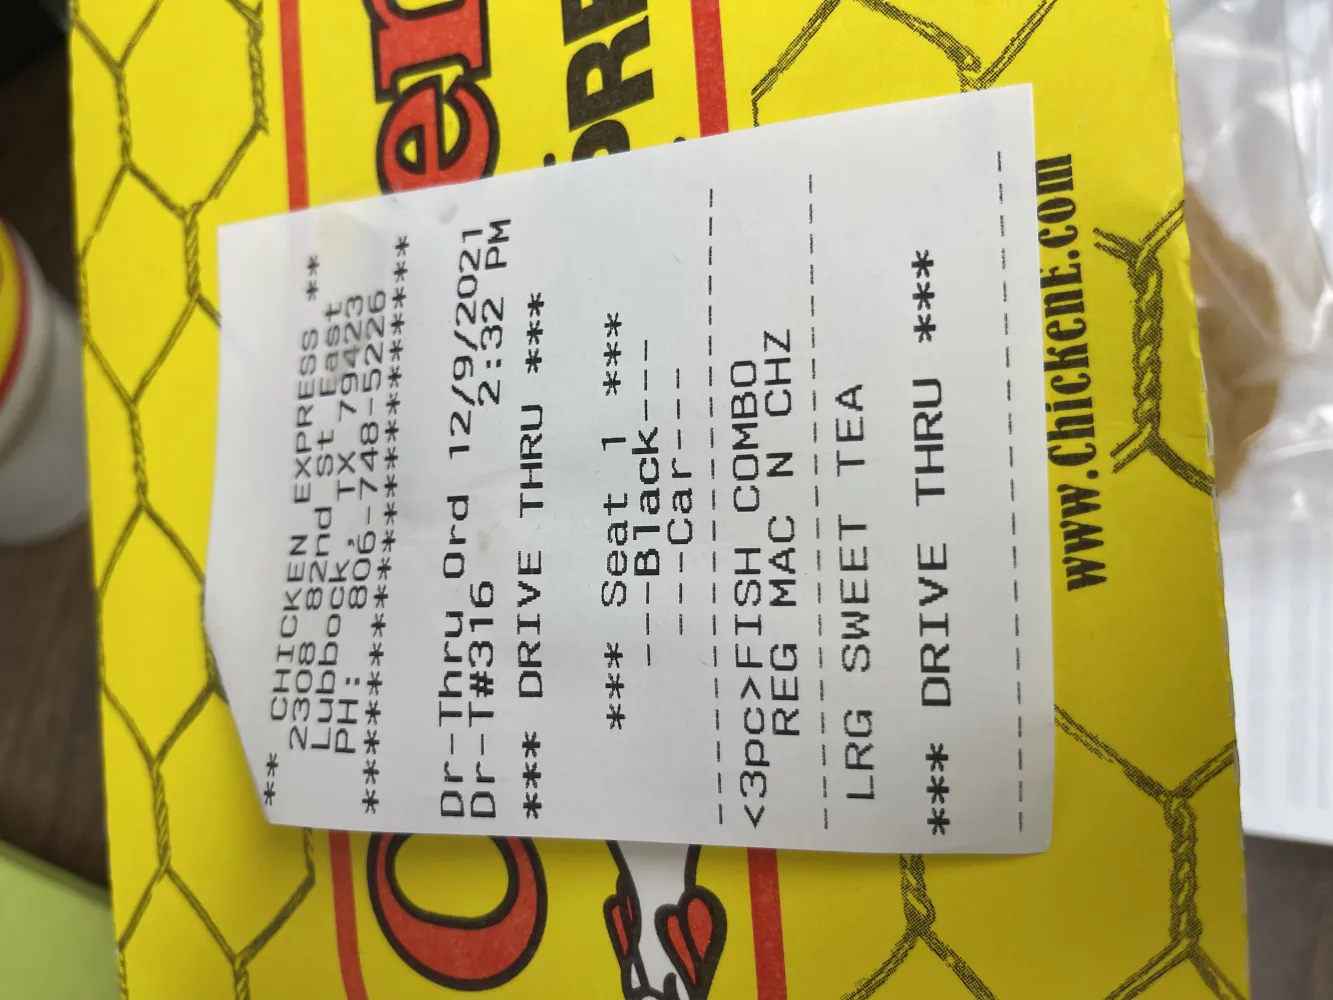 ** CHICKEN EXPRESS **
2308 82nd St East
Lubbock, TX 79423
PH: 806-748-5226
*************************
Dr-Thru Ord 12/9/2021
Dr-T#316 2:32 PM
*** DRIVE THRU ***
*** Seat 1 ***
---Black---
---Car---
<3pc>FISH COMBO
REG MAC N CHZ
LRG SWEET TEA
*** DRIVE THRU ***
www.ChickenE.com